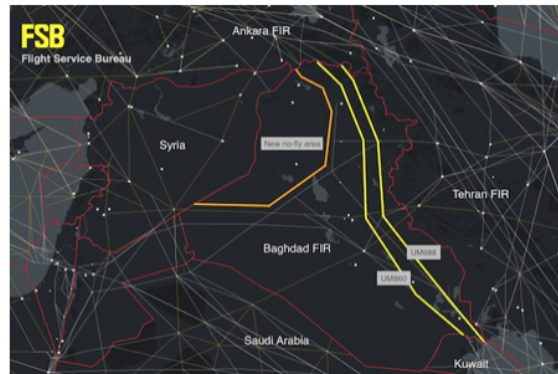 FSB
Flight Service Bureau
Ankara FIR
Syria
New no-fly area
Tehran FIR
Baghdad FIR
UM688
UM860
Saudi Arabia
Kuwait